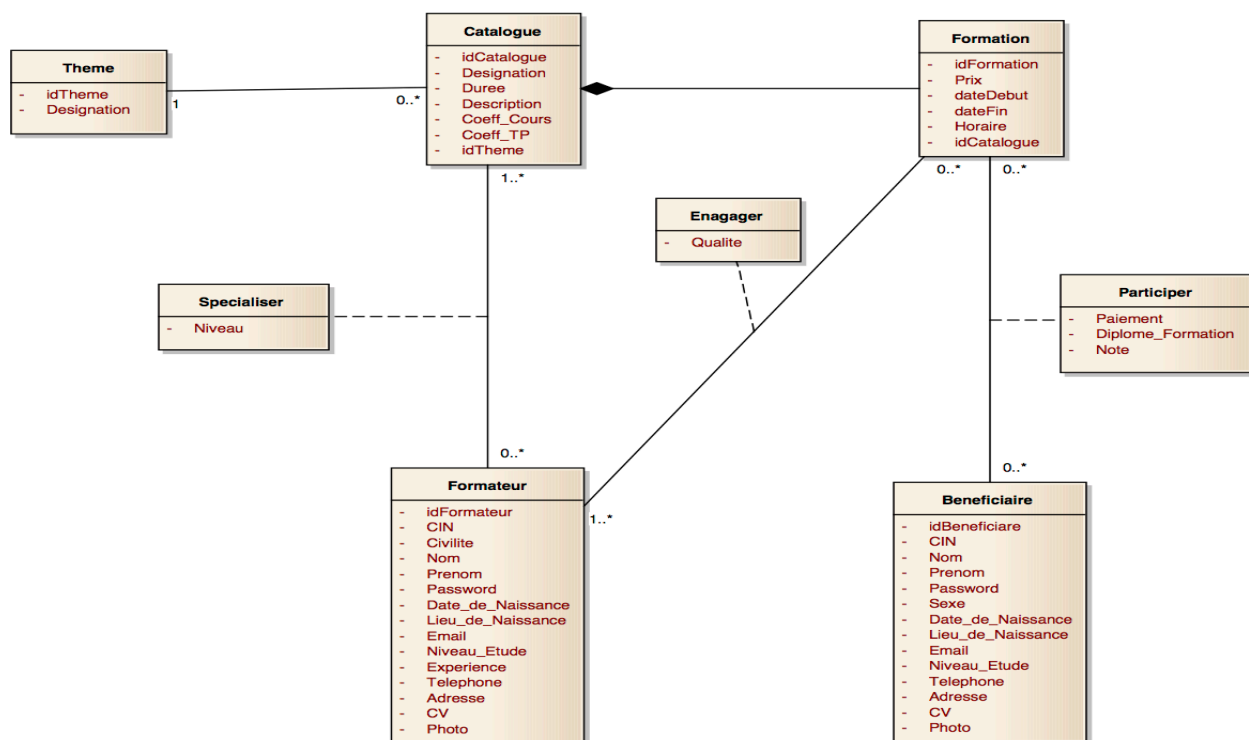 Theme
- idTheme
- Designation
1
0..*
Catalogue
- idCatalogue
- Designation
- Duree
- Description
- Coeff_Cours
- Coeff_TP
- idTheme
1..*
Formation
- idFormation
- Prix
- dateDebut
- dateFin
- Horaire
- idCatalogue
0..*
0..*
Enagager
- Qualite
Specialiser
- Niveau
Participer
- Paiement
- Diplome_Formation
- Note
0..*
Formateur
- idFormateur
- CIN
- Civilite
- Nom
- Prenom
- Password
- Date_de_Naissance
- Lieu_de_Naissance
- Email
- Niveau_Etude
- Experience
- Telephone
- Adresse
- CV
- Photo
1..*
0..*
Beneficiaire
- idBeneficiare
- CIN
- Nom
- Prenom
- Password
- Sexe
- Date_de_Naissance
- Lieu_de_Naissance
- Email
- Niveau_Etude
- Telephone
- Adresse
- CV
- Photo